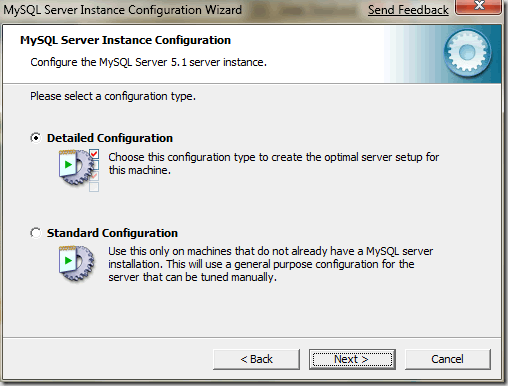 MySQL Server Instance Configuration Wizard
Send Feedback
MySQL Server Instance Configuration
Configure the MySQL Server 5.1 server instance.
Please select a configuration type.
Detailed Configuration
Choose this configuration type to create the optimal server setup for
this machine.
Standard Configuration
Use this only on machines that do not already have a MySQL server
installation. This will use a general purpose configuration for the
server that can be tuned manually.
< Back
Next >
Cancel